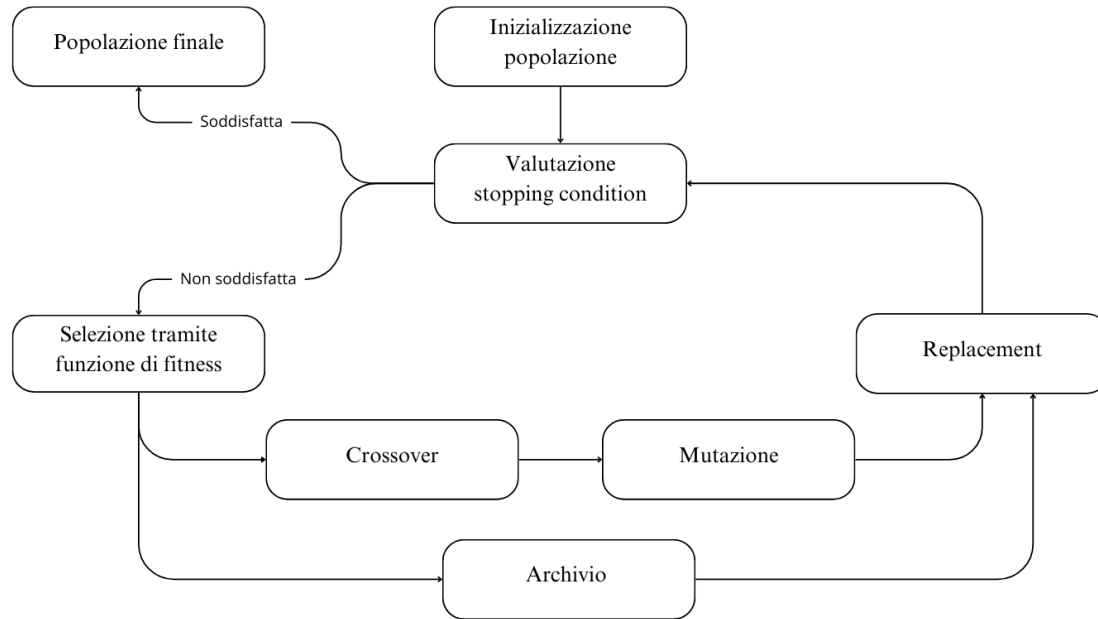 Popolazione finale
Inizializzazione
popolazione
Soddisfatta
Valutazione
stopping condition
Non soddisfatta
Selezione tramite
funzione di fitness
Replacement
Crossover
Mutazione
Archivio